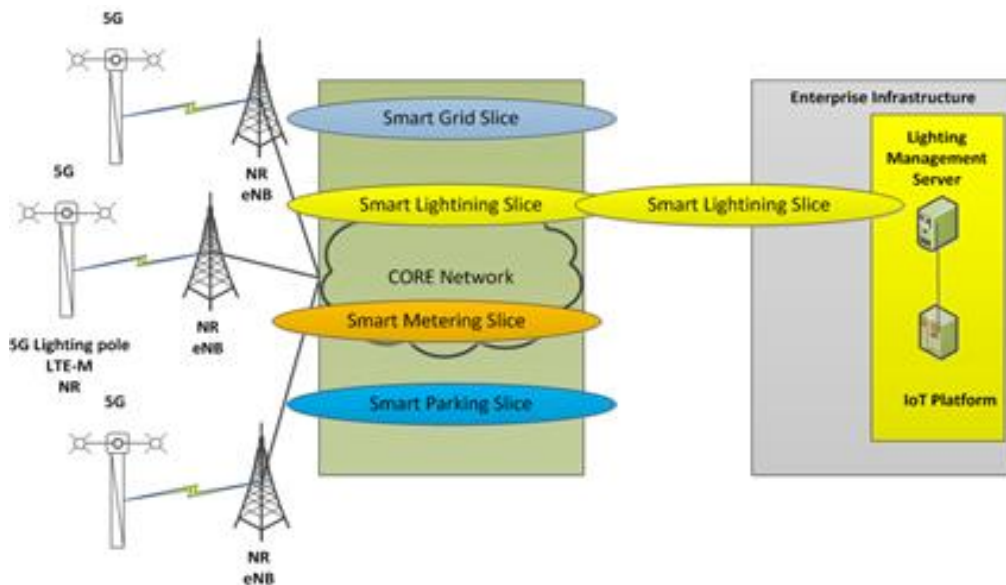 5G
NR
eNB
5G
NR
eNB
5G Lighting pole
LTE-M
NR
5G
NR
eNB
Smart Grid Slice
Smart Lightining Slice
CORE Network
Smart Metering Slice
Smart Parking Slice
Smart Lightining Slice
Enterprise Infrastructure
Lighting
Management
Server
IoT Platform